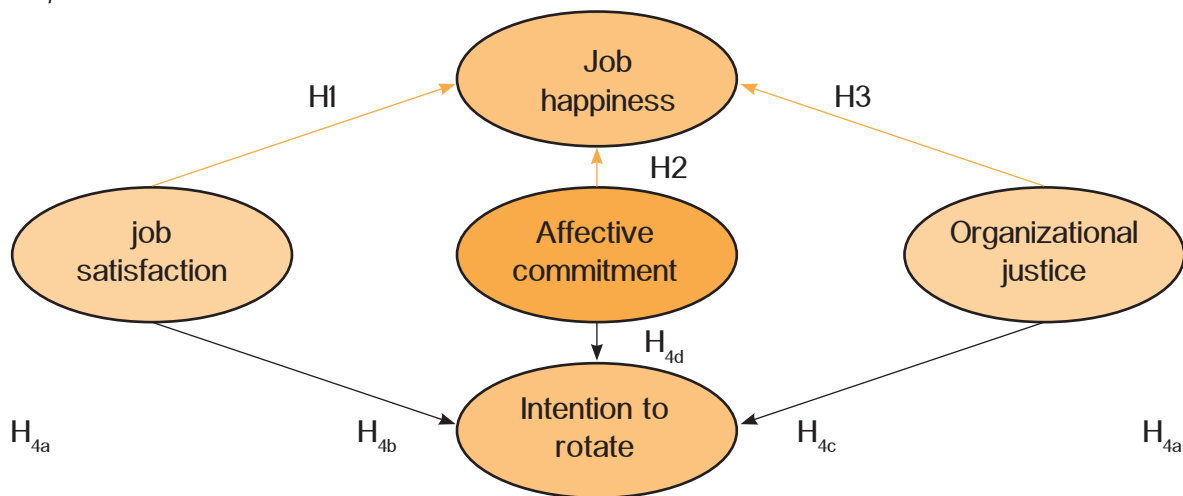 Job
happiness
H1
H3
H2
job
satisfaction
Affective
commitment
Organizational
justice
H4d
Intention to
rotate
H4a
H4b
H4c
H4a